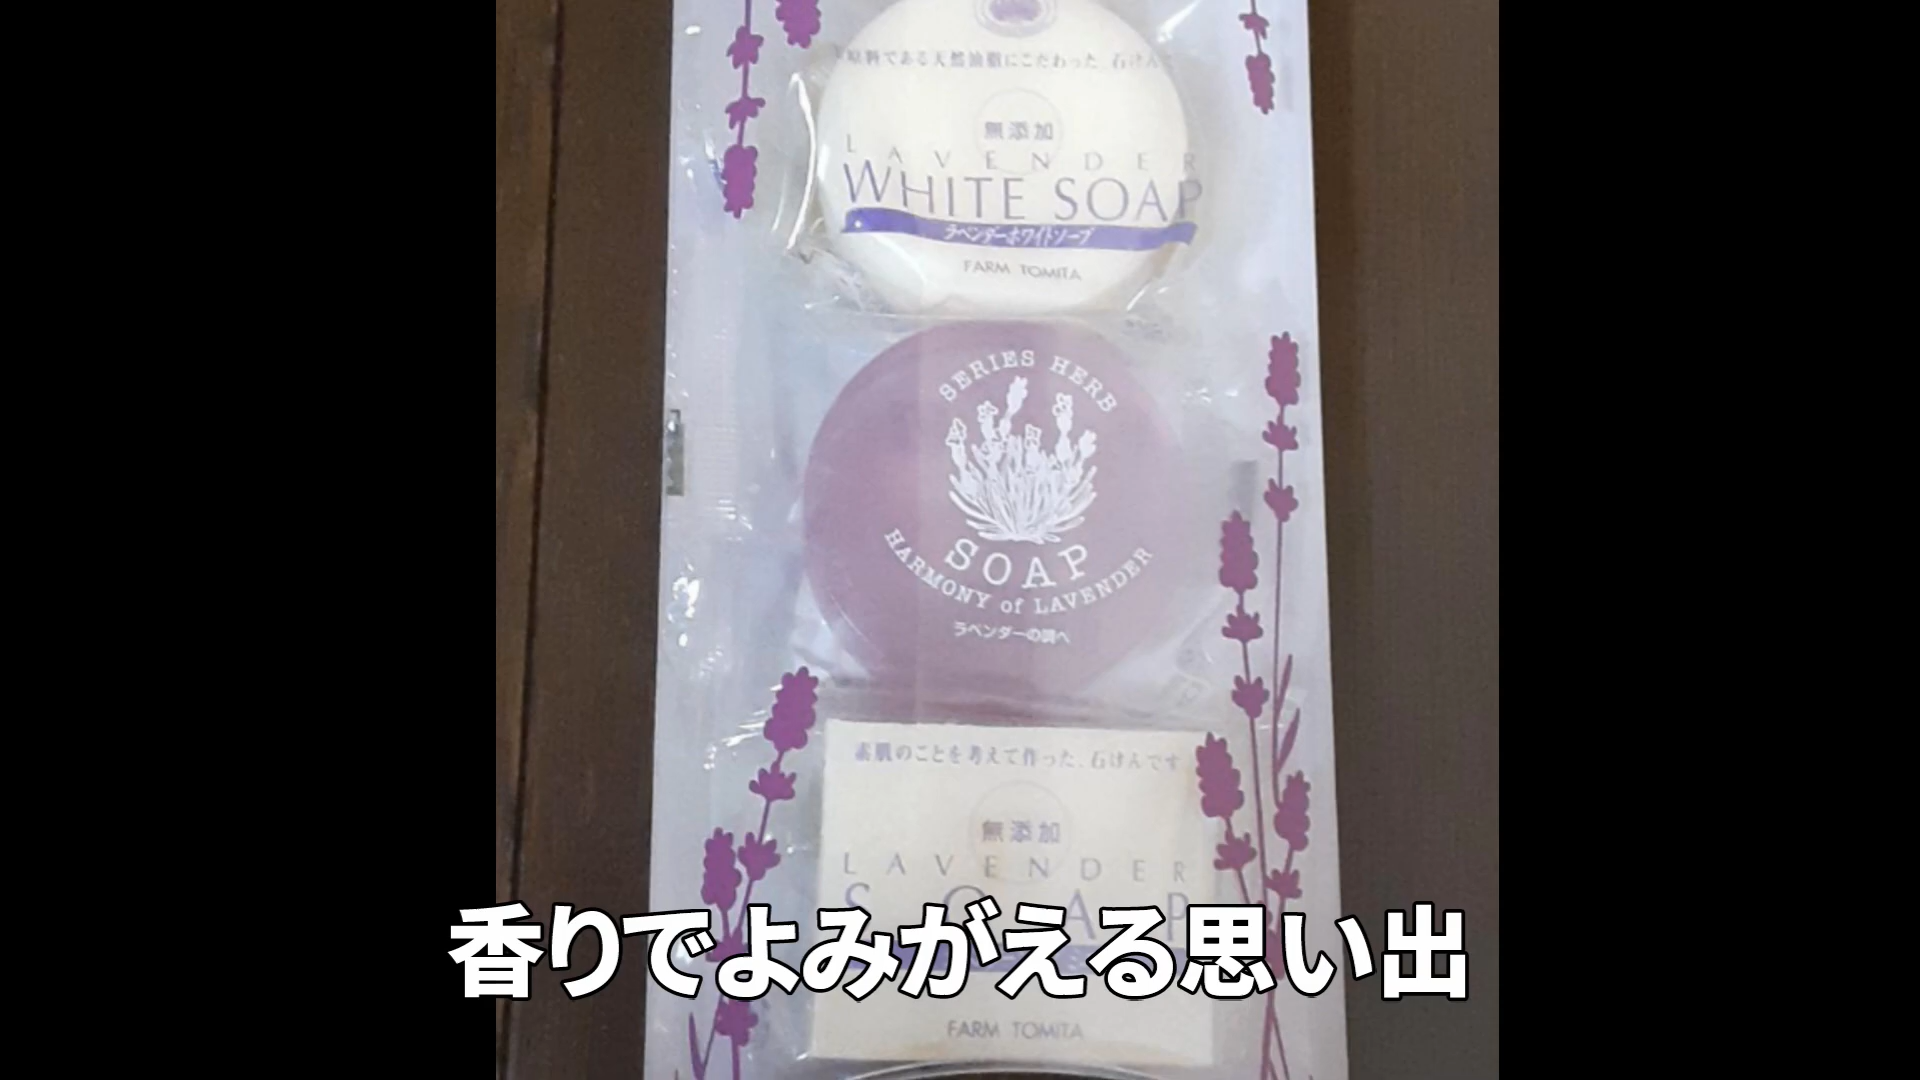 原料である天然油脂にこだわった、石けんで
無添加
LAVENDER
WHITE SOAP
ラベンダーホワイトソープ
FARM TOMITA
SERIES HERB
SOAP
HARMONY of LAVENDER
ラベンダーの調べ
素肌のことを考えて作った、石けんです
無添加
LAVENDER
SOAP
香りでよみがえる思い出
FARM TOMITA